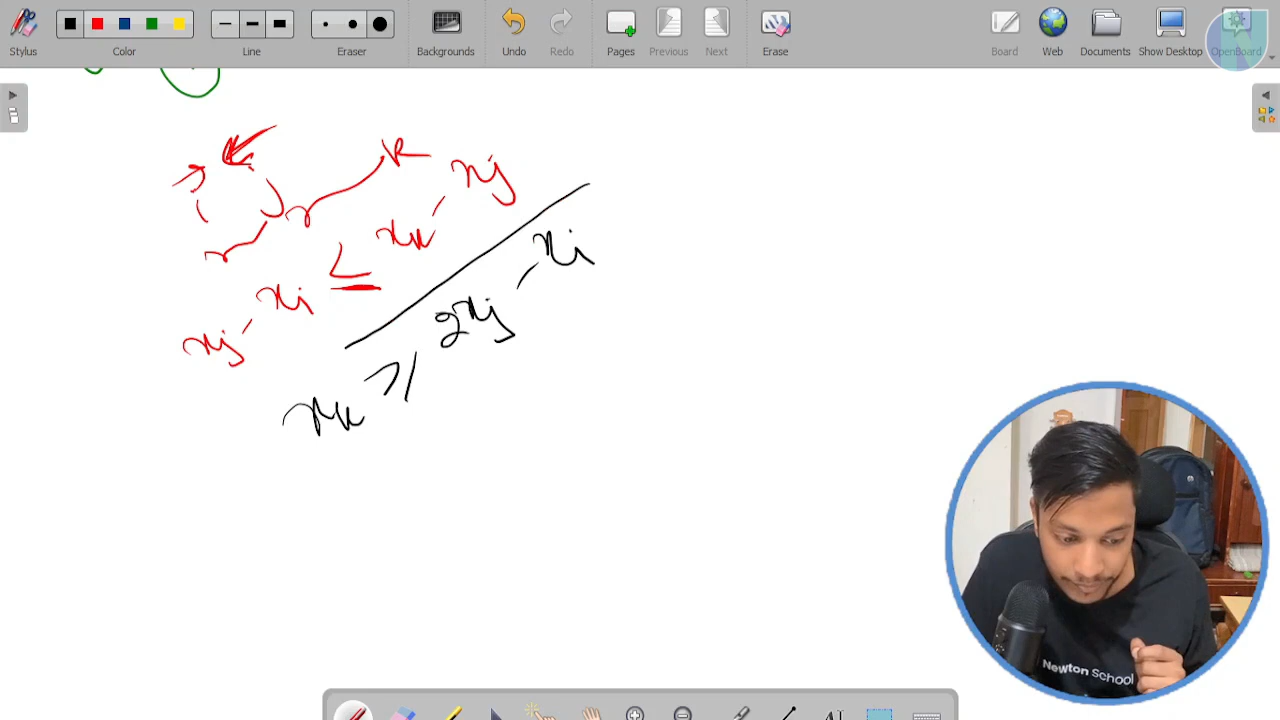 Stylus
Color
Line
Eraser
Backgrounds
Undo
Redo
Pages
Previous
Next
Erase
Board
Web
Documents
Show Desktop
OpenBoard
i j k
xj - xi ≤ xk - xj
xk ≥ 2xj - xi
Newton School